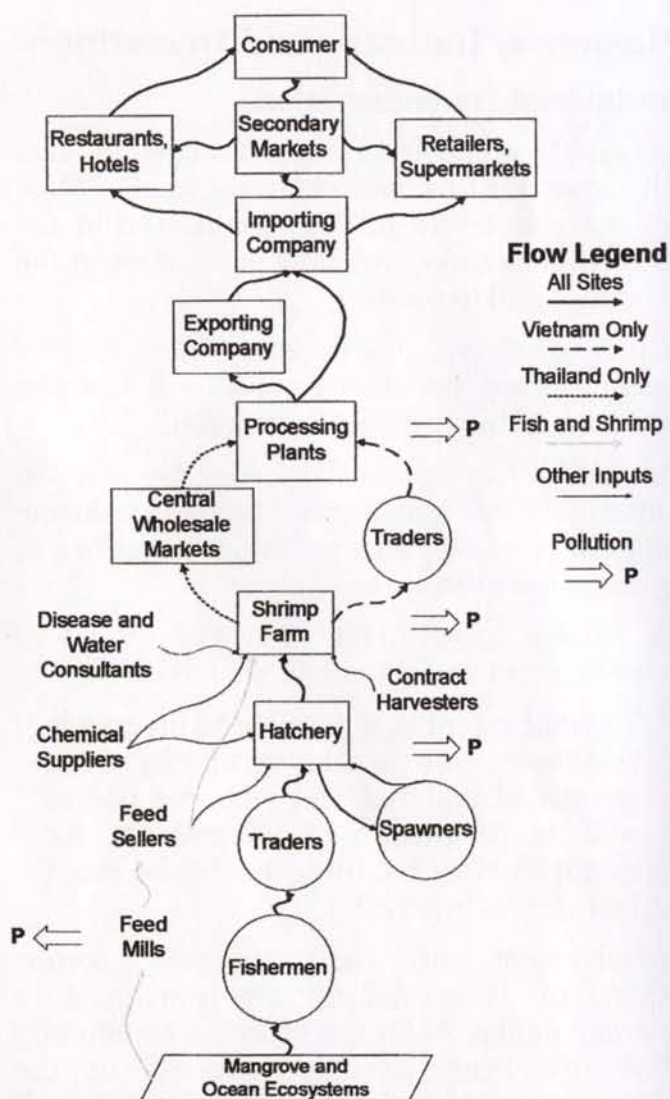 Consumer
Restaurants,
Hotels
Secondary
Markets
Retailers,
Supermarkets
Importing
Company
Exporting
Company
Processing
Plants
P
Central
Wholesale
Markets
Traders
Shrimp
Farm
P
Disease and
Water
Consultants
Contract
Harvesters
Chemical
Suppliers
Hatchery
P
Feed
Sellers
Traders
Spawners
P
Feed
Mills
Fishermen
Mangrove and
Ocean Ecosystems
Flow Legend
All Sites
Vietnam Only
Thailand Only
Fish and Shrimp
Other Inputs
Pollution
P